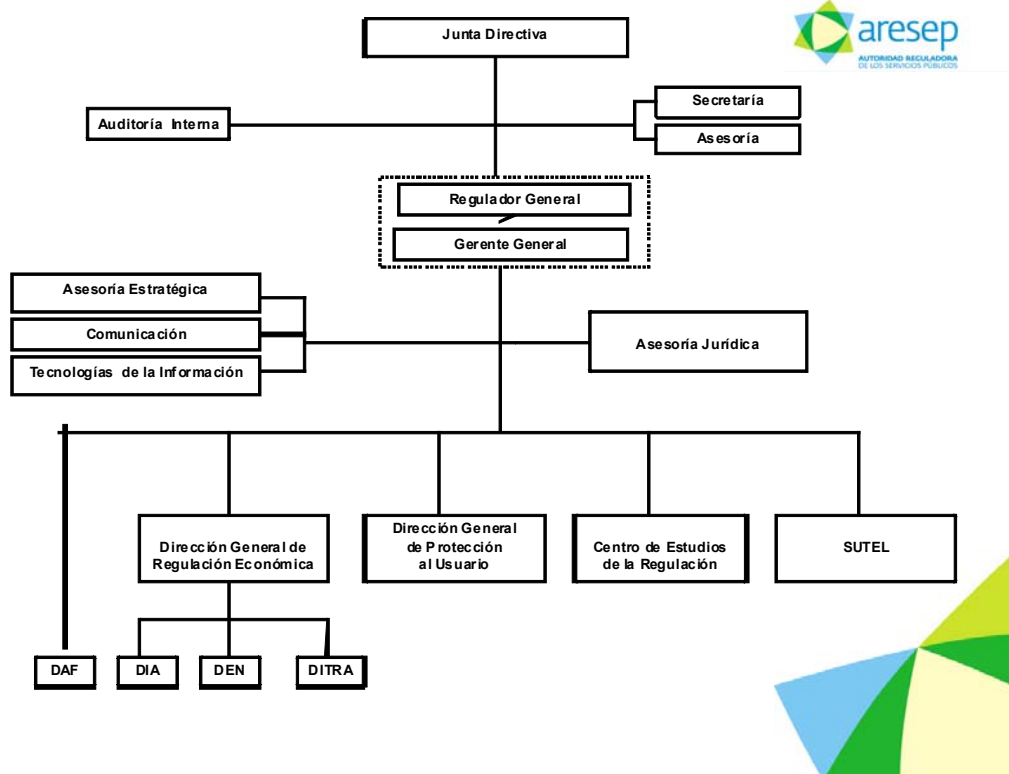 Junta Directiva
aresep
AUTORIDAD REGULADORA
DE LOS SERVICIOS PÚBLICOS
Auditoría Interna
Secretaría
Asesoría
Regulador General
Gerente General
Asesoría Estratégica
Comunicación
Tecnologías de la Información
Asesoría Jurídica
Dirección General de
Regulación Económica
Dirección General
de Protección
al Usuario
Centro de Estudios
de la Regulación
SUTEL
DAF
DIA
DEN
DITRA